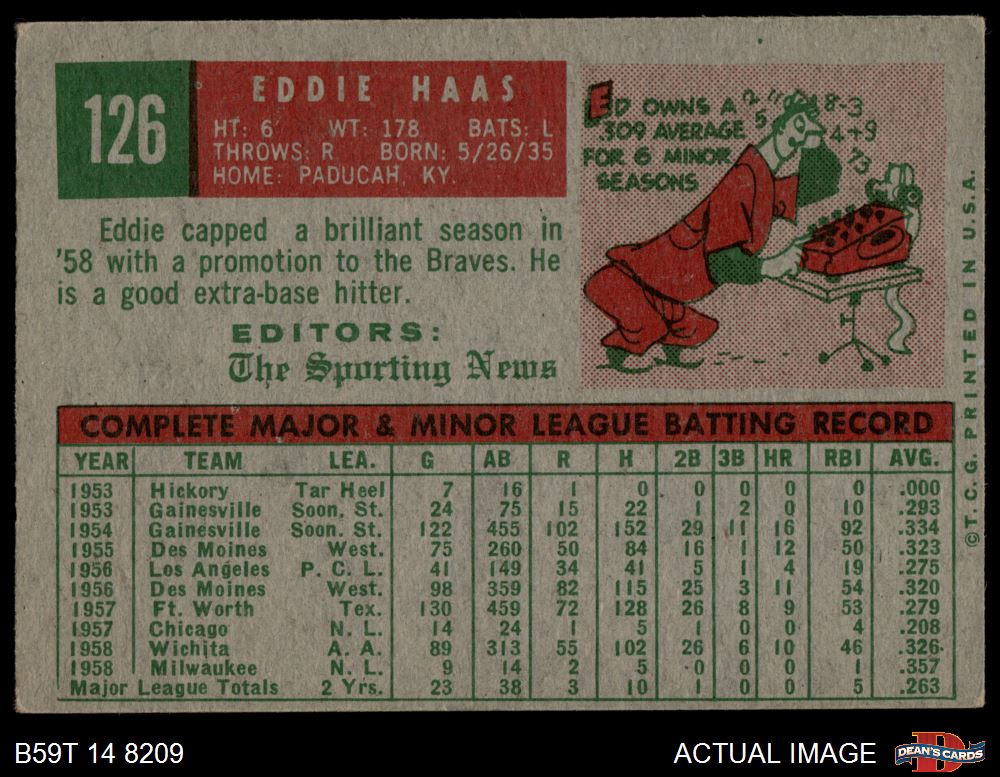 126
EDDIE HAAS
HT: 6' WT: 178 BATS: L
THROWS: R BORN: 5/26/35
HOME: PADUCAH, KY.
Eddie capped a brilliant season in
'58 with a promotion to the Braves. He
is a good extra-base hitter.
EDITORS:
The Sporting News
ED OWNS A
.309 AVERAGE
FOR 6 MINOR
SEASONS
2 11 8-3
5 4+9
73
© T. C. G. PRINTED IN U.S.A.
COMPLETE MAJOR & MINOR LEAGUE BATTING RECORD
YEAR TEAM LEA. G AB R H 2B 3B HR RBI AVG.
1953 Hickory Tar Heel 7 16 1 0 0 0 0 0 .000
1953 Gainesville Soon. St. 24 75 15 22 1 2 0 10 .293
1954 Gainesville Soon. St. 122 455 102 152 29 11 16 92 .334
1955 Des Moines West. 75 260 50 84 16 1 12 50 .323
1956 Los Angeles P. C. L. 41 149 34 41 5 1 4 19 .275
1956 Des Moines West. 98 359 82 115 25 3 11 54 .320
1957 Ft. Worth Tex. 130 459 72 128 26 8 9 53 .279
1957 Chicago N. L. 14 24 1 5 1 0 0 4 .208
1958 Wichita A. A. 89 313 55 102 26 6 10 46 .326
1958 Milwaukee N. L. 9 14 2 5 0 0 0 1 .357
Major League Totals 2 Yrs. 23 38 3 10 1 0 0 5 .263
B59T 14 8209
ACTUAL IMAGE
DEAN'S CARDS